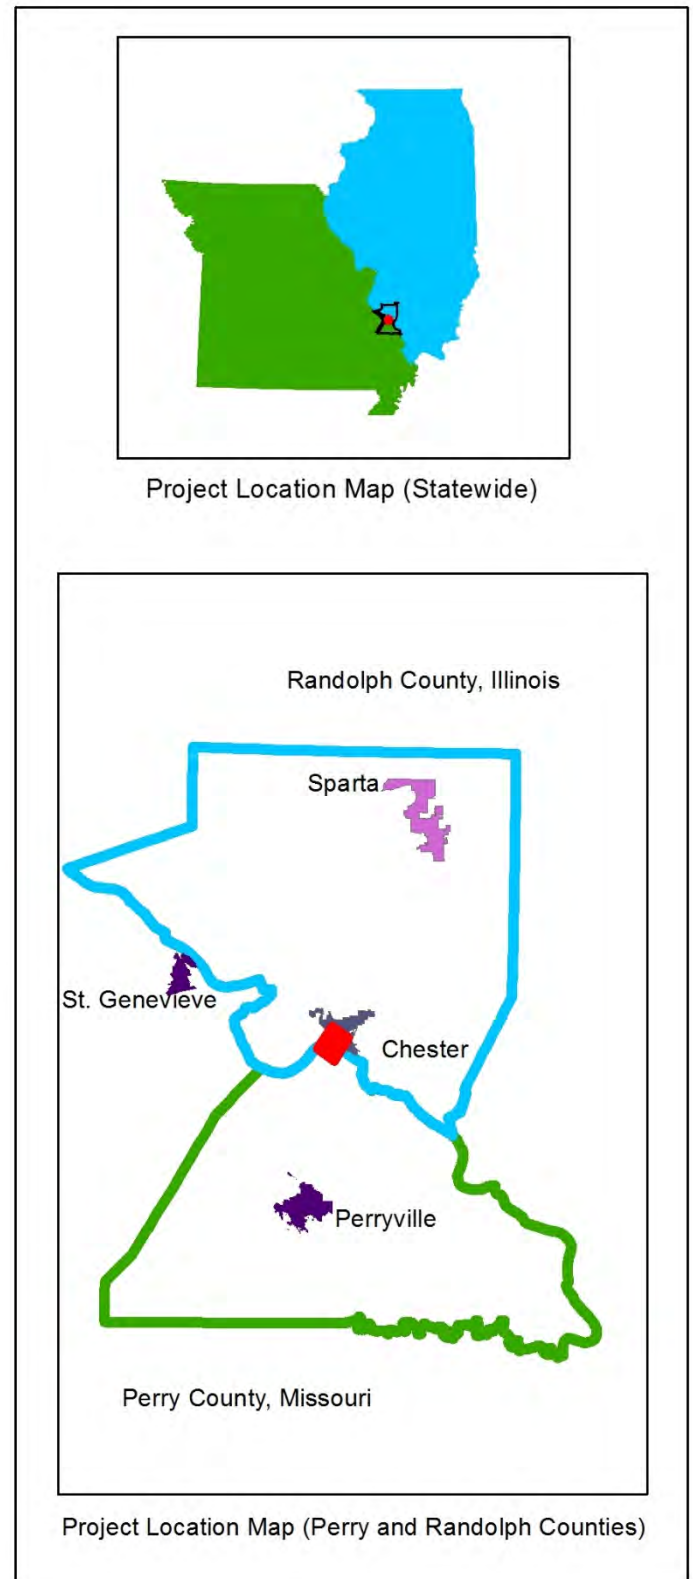 Project Location Map (Statewide)
Randolph County, Illinois
Sparta
St. Genevieve
Chester
Perryville
Perry County, Missouri
Project Location Map (Perry and Randolph Counties)